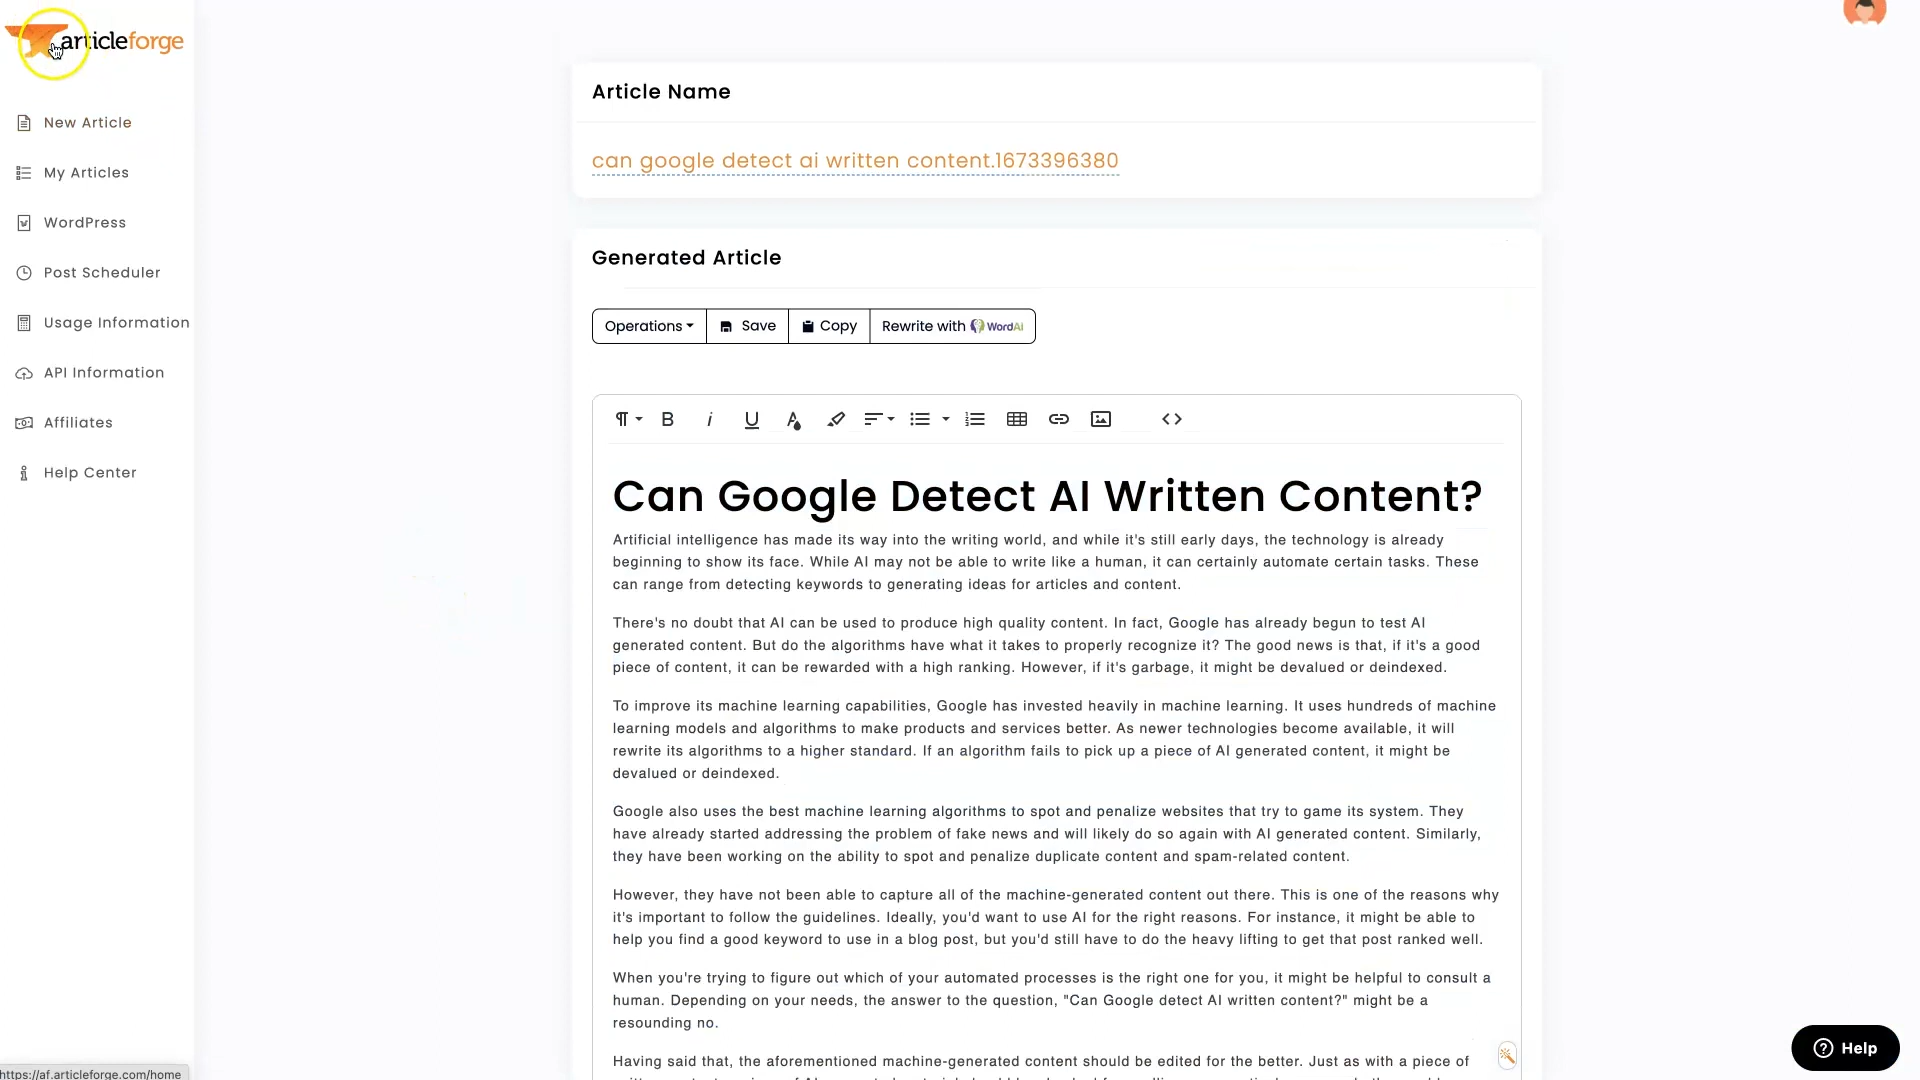 articleforge
New Article
My Articles
WordPress
Post Scheduler
Usage Information
API Information
Affiliates
Help Center
https://af.articleforge.com/home
Article Name
can google detect ai written content.1673396380
Generated Article
Operations Save Copy Rewrite with WordAi
Can Google Detect AI Written Content?
Artificial intelligence has made its way into the writing world, and while it's still early days, the technology is already
beginning to show its face. While AI may not be able to write like a human, it can certainly automate certain tasks. These
can range from detecting keywords to generating ideas for articles and content.
There's no doubt that AI can be used to produce high quality content. In fact, Google has already begun to test AI
generated content. But do the algorithms have what it takes to properly recognize it? The good news is that, if it's a good
piece of content, it can be rewarded with a high ranking. However, if it's garbage, it might be devalued or deindexed.
To improve its machine learning capabilities, Google has invested heavily in machine learning. It uses hundreds of machine
learning models and algorithms to make products and services better. As newer technologies become available, it will
rewrite its algorithms to a higher standard. If an algorithm fails to pick up a piece of AI generated content, it might be
devalued or deindexed.
Google also uses the best machine learning algorithms to spot and penalize websites that try to game its system. They
have already started addressing the problem of fake news and will likely do so again with AI generated content. Similarly,
they have been working on the ability to spot and penalize duplicate content and spam-related content.
However, they have not been able to capture all of the machine-generated content out there. This is one of the reasons why
it's important to follow the guidelines. Ideally, you'd want to use AI for the right reasons. For instance, it might be able to
help you find a good keyword to use in a blog post, but you'd still have to do the heavy lifting to get that post ranked well.
When you're trying to figure out which of your automated processes is the right one for you, it might be helpful to consult a
human. Depending on your needs, the answer to the question, "Can Google detect AI written content?" might be a
resounding no.
Having said that, the aforementioned machine-generated content should be edited for the better. Just as with a piece of
Help